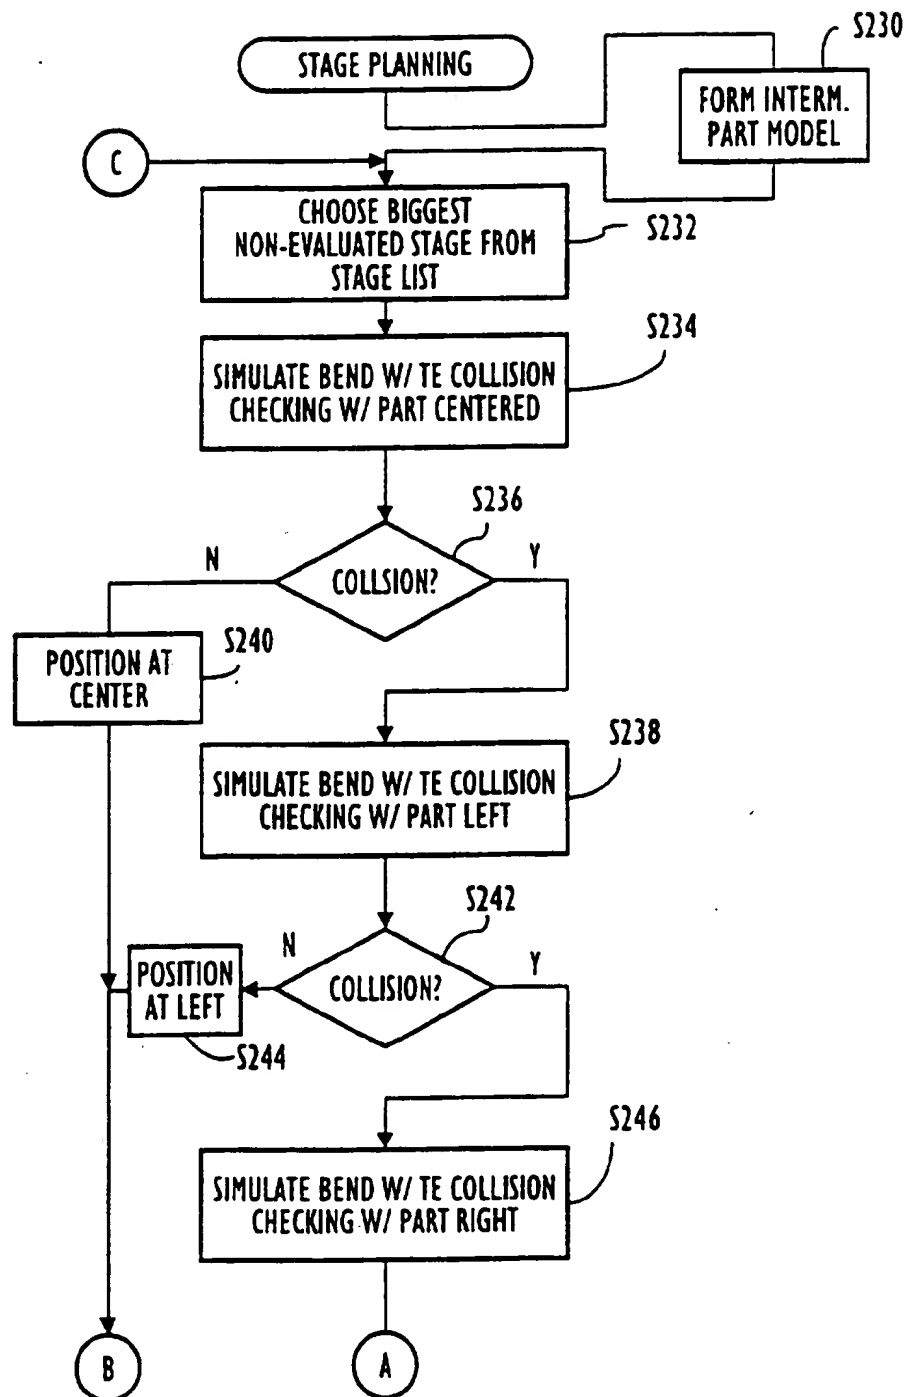 S230
STAGE PLANNING
FORM INTERM.
PART MODEL
C
CHOOSE BIGGEST
NON-EVALUATED STAGE FROM
STAGE LIST
S232
S234
SIMULATE BEND W/ TE COLLISION
CHECKING W/ PART CENTERED
S236
N
Y
COLLSION?
S240
POSITION AT
CENTER
S238
SIMULATE BEND W/ TE COLLISION
CHECKING W/ PART LEFT
S242
N
Y
POSITION
AT LEFT
COLLISION?
S244
S246
SIMULATE BEND W/ TE COLLISION
CHECKING W/ PART RIGHT
B
A